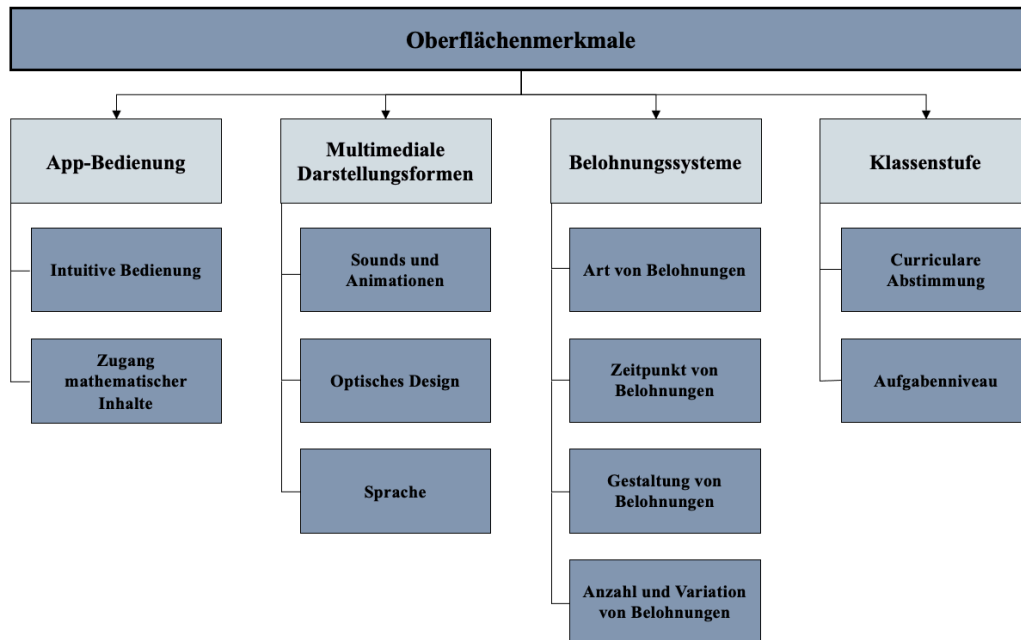 Oberflächenmerkmale
App-Bedienung
Intuitive Bedienung
Zugang
mathematischer
Inhalte
Multimediale
Darstellungsformen
Sounds und
Animationen
Optisches Design
Sprache
Belohnungssysteme
Art von Belohnungen
Zeitpunkt von
Belohnungen
Gestaltung von
Belohnungen
Anzahl und Variation
von Belohnungen
Klassenstufe
Curriculare
Abstimmung
Aufgabenniveau